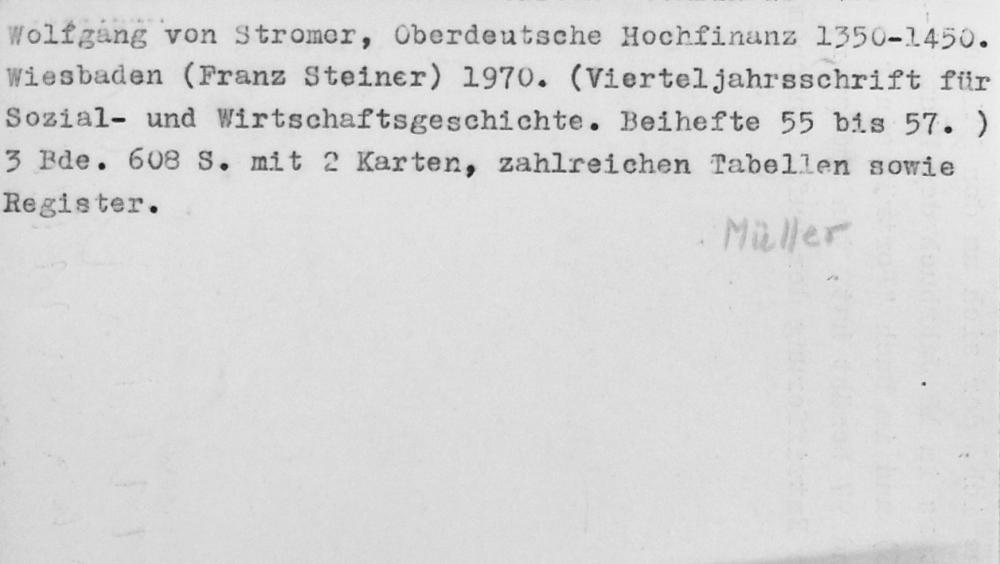 Wolfgang von Stromer, Oberdeutsche Hochfinanz 1350-1450.
Wiesbaden (Franz Steiner) 1970. (Vierteljahrsschrift für
Sozial- und Wirtschaftsgeschichte. Beihefte 55 bis 57. )
3 Bde. 608 S. mit 2 Karten, zahlreichen Tabellen sowie
Register.
Müller